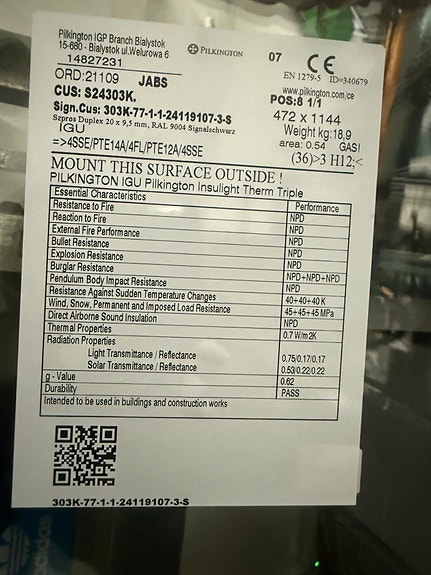 Pilkington IGP Branch Bialystok
15-680 - Bialystok ul.Welurowa 6
14827231
ORD:21109 JABS
CUS: S24303K.
Sign.Cus: 303K-77-1-1-24119107-3-S
Szpros Duplex 20 x 9,5 mm, RAL 9004 Signalschwarz
IGU
=>4SSE/PTE14A/4FL/PTE12A/4SSE
PILKINGTON
07 CE
EN 1279-5 ID=340679
www.pilkington.com/ce
POS:8 1/1
472 x 1144
Weight kg:18,9
area: 0.54 GAS!
(36)>3 H12;<
MOUNT THIS SURFACE OUTSIDE !
PILKINGTON IGU Pilkington Insulight Therm Triple
Essential Characteristics Performance
Resistance to Fire NPD
Reaction to Fire NPD
External Fire Performance NPD
Bullet Resistance NPD
Explosion Resistance NPD
Burglar Resistance NPD
Pendulum Body Impact Resistance NPD+NPD+NPD
Resistance Against Sudden Temperature Changes 40+40+40 K
Wind, Snow, Permanent and Imposed Load Resistance 45+45+45 MPa
Direct Airborne Sound Insulation NPD
Thermal Properties 0.7 W/m2K
Radiation Properties
Light Transmittance / Reflectance 0.75/0.17/0.17
Solar Transmittance / Reflectance 0.53/0.22/0.22
g - Value 0.62
Durability PASS
Intended to be used in buildings and construction works
303K-77-1-1-24119107-3-S
adidas